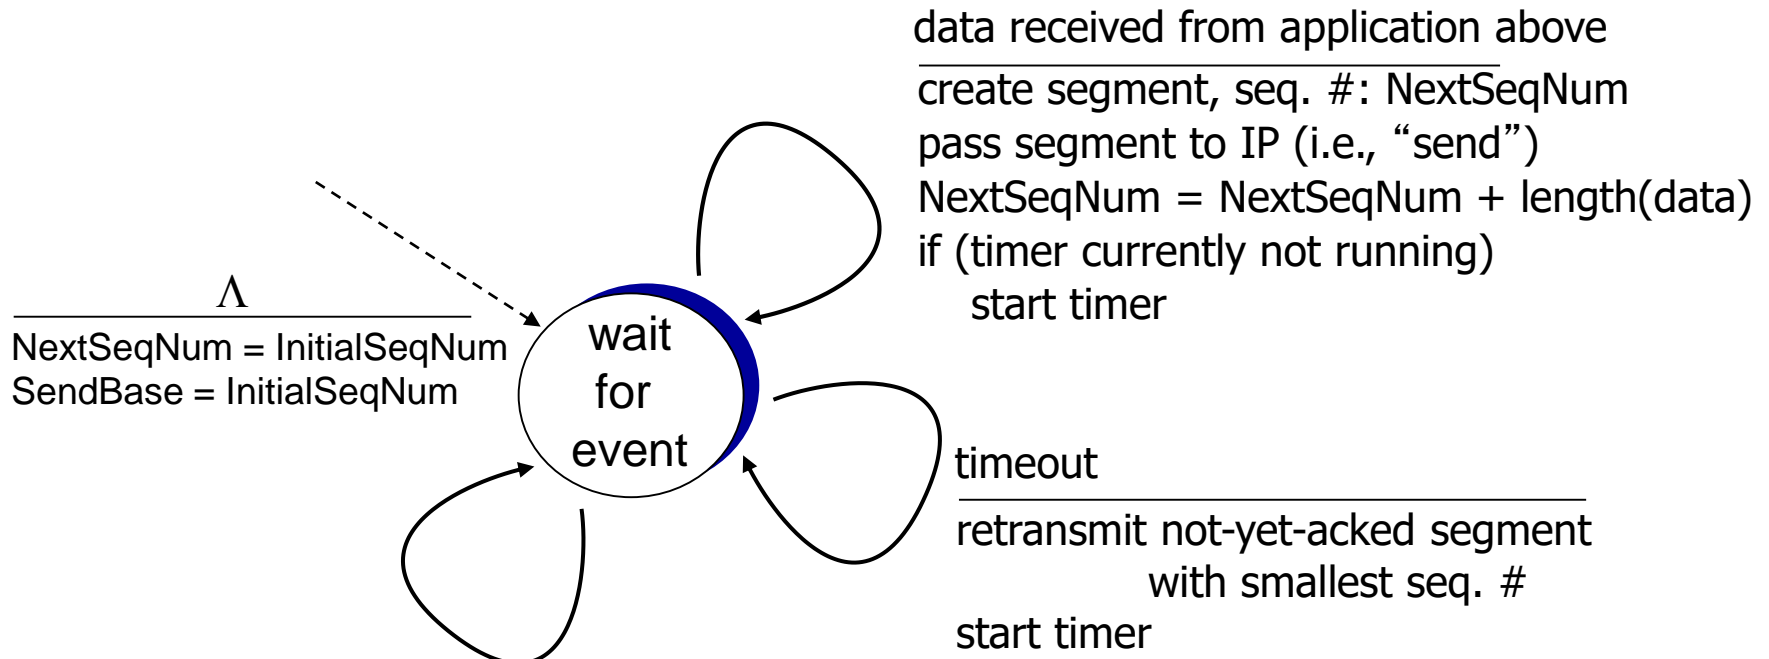 data received from application above
create segment, seq. #: NextSeqNum
pass segment to IP (i.e., “send”)
NextSeqNum = NextSeqNum + length(data)
if (timer currently not running)
start timer
Λ
NextSeqNum = InitialSeqNum
SendBase = InitialSeqNum
wait
for
event
timeout
retransmit not-yet-acked segment
with smallest seq. #
start timer